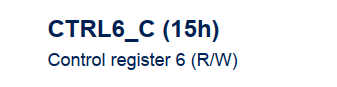 CTRL6_C (15h)
Control register 6 (R/W)